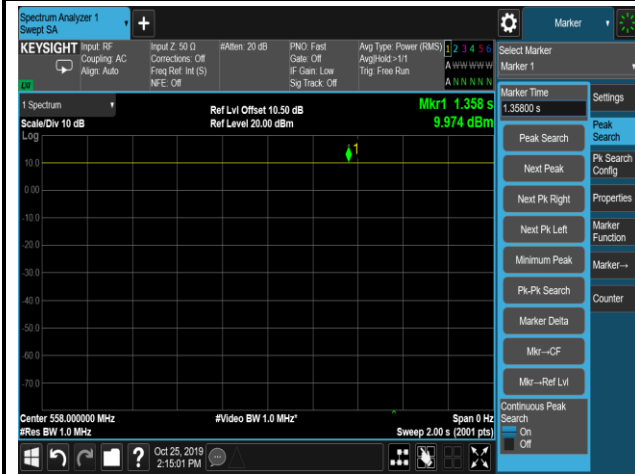 Spectrum Analyzer 1
Swept SA
+
Marker
KEYSIGHT
Input: RF
Coupling: AC
Align: Auto
Input Z: 50 Ω
Corrections: Off
Freq Ref: Int (S)
NFE: Off
#Atten: 20 dB
PNO: Fast
Gate: Off
IF Gain: Low
Sig Track: Off
Avg Type: Power (RMS)
Avg|Hold:>1/1
Trig: Free Run
1 2 3 4 5 6
A W W W W W
A N N N N N
Select Marker
Marker 1
1 Spectrum
Scale/Div 10 dB
Log
Ref Lvl Offset 10.50 dB
Ref Level 20.00 dBm
Mkr1 1.358 s
9.974 dBm
1
10.0
0.00
-10.0
-20.0
-30.0
-40.0
-50.0
-60.0
-70.0
Center 558.000000 MHz
#Res BW 1.0 MHz
#Video BW 1.0 MHz*
Span 0 Hz
Sweep 2.00 s (2001 pts)
Marker Time
1.35800 s
Peak Search
Next Peak
Next Pk Right
Next Pk Left
Minimum Peak
Pk-Pk Search
Marker Delta
Mkr→CF
Mkr→Ref Lvl
Continuous Peak
Search
On
Off
Settings
Peak
Search
Pk Search
Config
Properties
Marker
Function
Marker→
Counter
?
Oct 25, 2019
2:15:01 PM